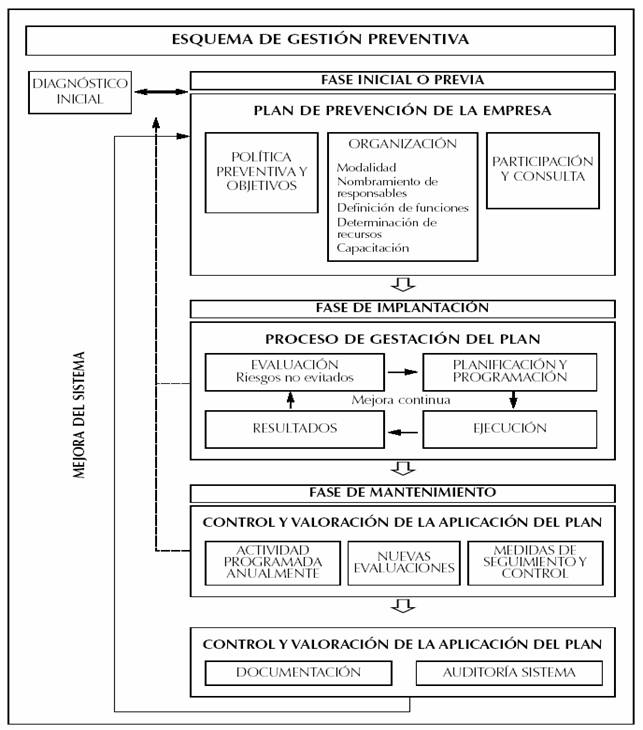 ESQUEMA DE GESTIÓN PREVENTIVA
DIAGNÓSTICO
INICIAL
FASE INICIAL O PREVIA
PLAN DE PREVENCIÓN DE LA EMPRESA
POLÍTICA
PREVENTIVA Y
OBJETIVOS
ORGANIZACIÓN
Modalidad
Nombramiento de
responsables
Definición de funciones
Determinación de
recursos
Capacitación
PARTICIPACIÓN
Y CONSULTA
FASE DE IMPLANTACIÓN
PROCESO DE GESTACIÓN DEL PLAN
EVALUACIÓN
Riesgos no evitados
PLANIFICACIÓN Y
PROGRAMACIÓN
Mejora continua
RESULTADOS
EJECUCIÓN
MEJORA DEL SISTEMA
FASE DE MANTENIMIENTO
CONTROL Y VALORACIÓN DE LA APLICACIÓN DEL PLAN
ACTIVIDAD
PROGRAMADA
ANUALMENTE
NUEVAS
EVALUACIONES
MEDIDAS DE
SEGUIMIENTO Y
CONTROL
CONTROL Y VALORACIÓN DE LA APLICACIÓN DEL PLAN
DOCUMENTACIÓN
AUDITORÍA SISTEMA